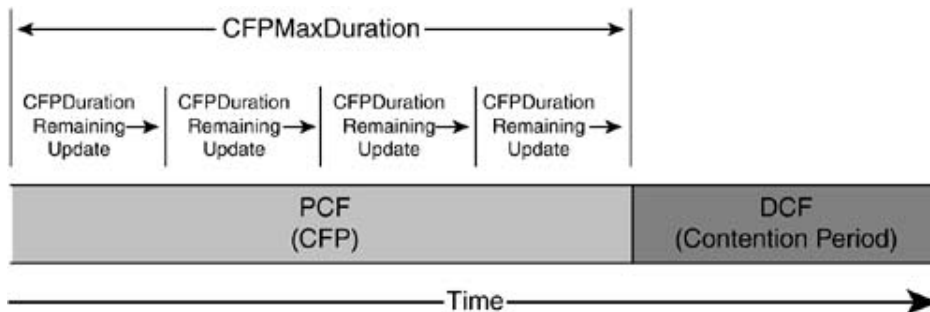 CFPMaxDuration
CFPDuration CFPDuration CFPDuration CFPDuration
Remaining Remaining Remaining Remaining
Update Update Update Update
PCF DCF
(CFP) (Contention Period)
Time